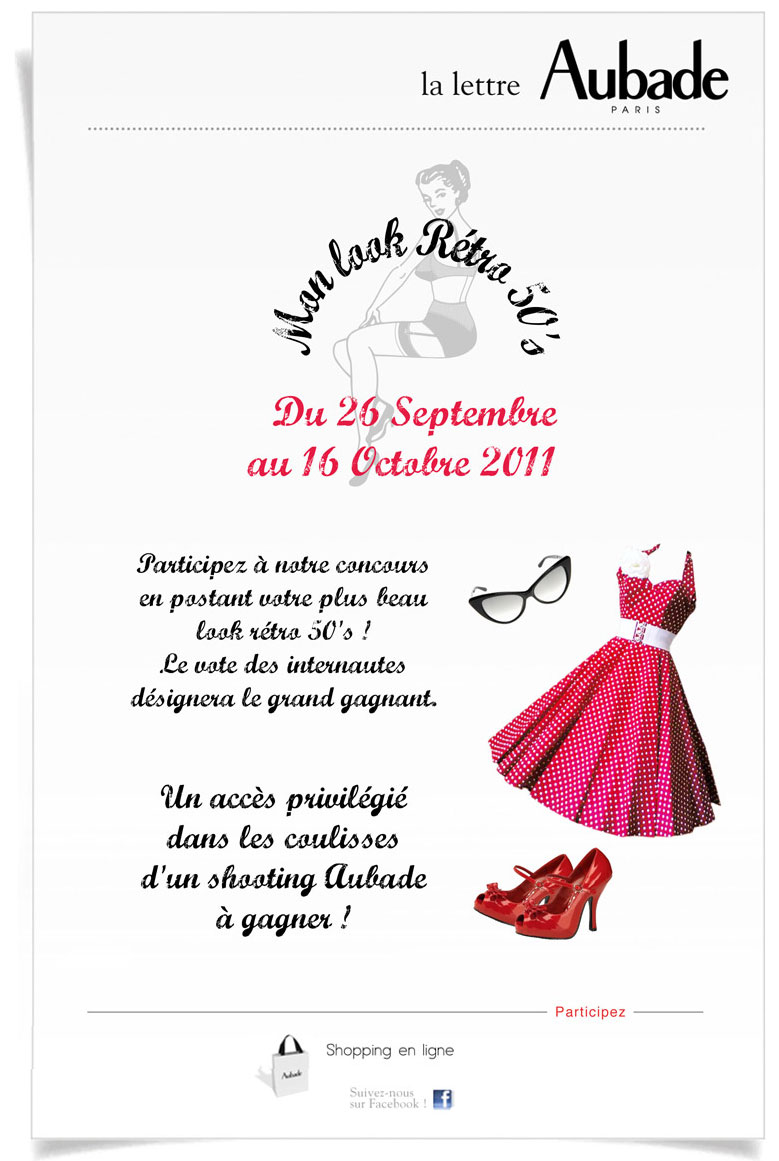 la lettre Aubade
PARIS
Mon look Rétro 50's
Du 26 Septembre
au 16 Octobre 2011
Participez à notre concours
en postant votre plus beau
look rétro 50's !
Le vote des internautes
désignera le grand gagnant.
Un accès privilégié
dans les coulisses
d'un shooting Aubade
à gagner !
Participez
Aubade
Shopping en ligne
Suivez-nous
sur Facebook !
f